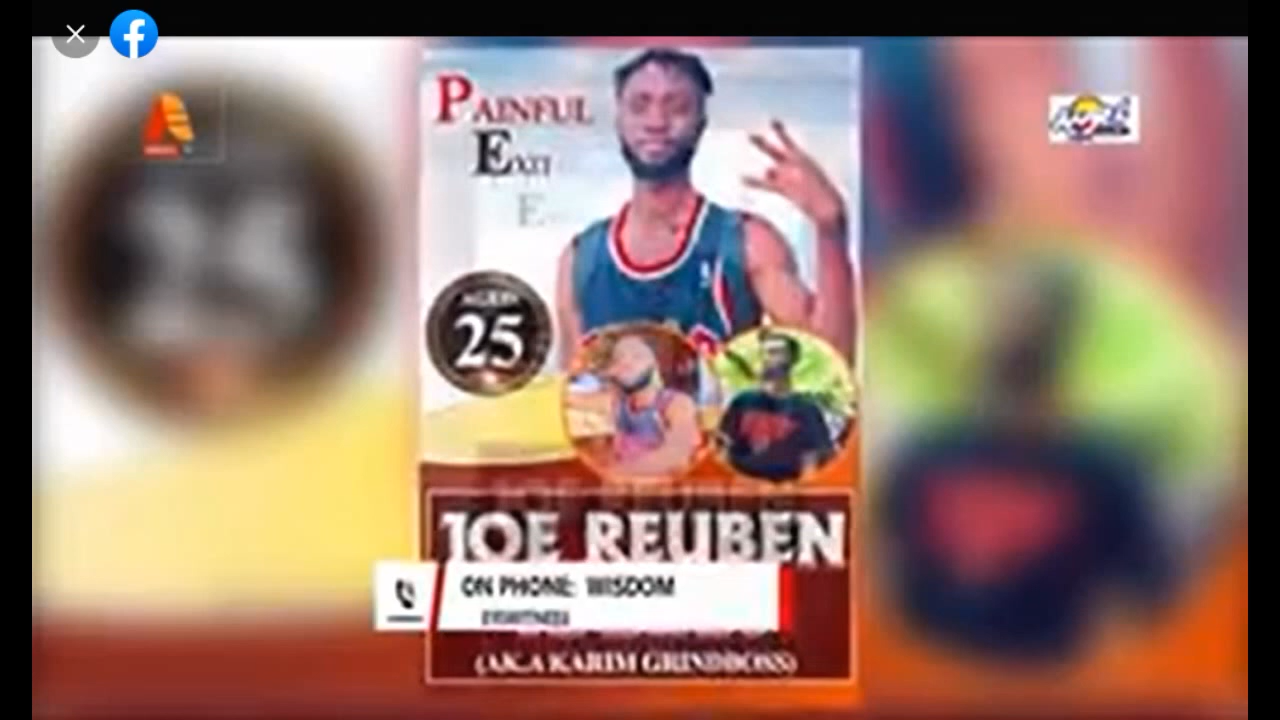 PAINFUL
EXIT
E
AGED
25
JOE REUBEN
ON PHONE: WISDOM
EYEWITNESS
(A.K.A KARIM GRINDBOSS)